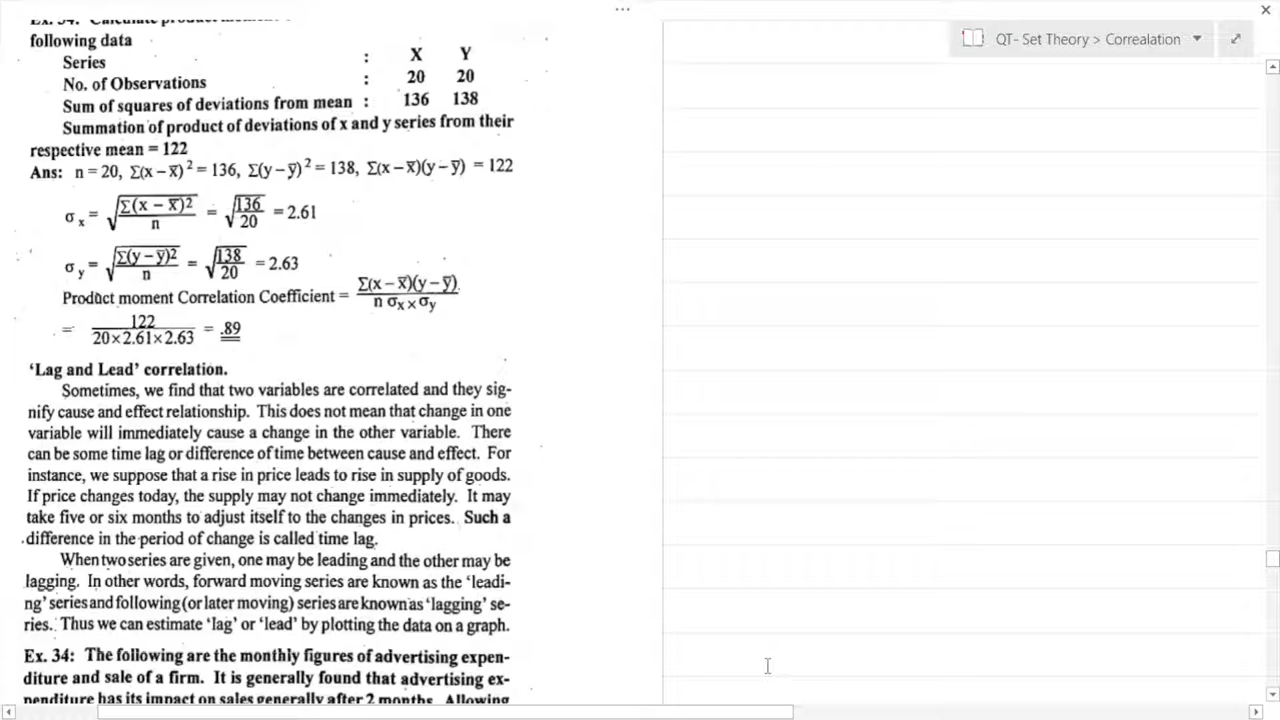 QT- Set Theory > Correalation
following data
Series : X Y
No. of Observations : 20 20
Sum of squares of deviations from mean : 136 138
Summation of product of deviations of x and y series from their
respective mean = 122
Ans: n = 20, Σ(x – x̅)² = 136, Σ(y – y̅)² = 138, Σ(x – x̅)(y – y̅) = 122
σx = √(Σ(x – x̅)2 / n) = √(136 / 20) = 2.61
σy = √(Σ(y – y̅)2 / n) = √(138 / 20) = 2.63
Product moment Correlation Coefficient = Σ(x – x̅)(y – y̅) / n σx × σy
= 122 / 20×2.61×2.63 = .89
‘Lag and Lead’ correlation.
Sometimes, we find that two variables are correlated and they sig-
nify cause and effect relationship. This does not mean that change in one
variable will immediately cause a change in the other variable. There
can be some time lag or difference of time between cause and effect. For
instance, we suppose that a rise in price leads to rise in supply of goods.
If price changes today, the supply may not change immediately. It may
take five or six months to adjust itself to the changes in prices. Such a
difference in the period of change is called time lag.
When two series are given, one may be leading and the other may be
lagging. In other words, forward moving series are known as the ‘leadi-
ng’ series and following (or later moving) series are known as ‘lagging’ se-
ries. Thus we can estimate ‘lag’ or ‘lead’ by plotting the data on a graph.
Ex. 34: The following are the monthly figures of advertising expen-
diture and sale of a firm. It is generally found that advertising ex-
penditure has its impact on sales generally after 2 months. Allowing